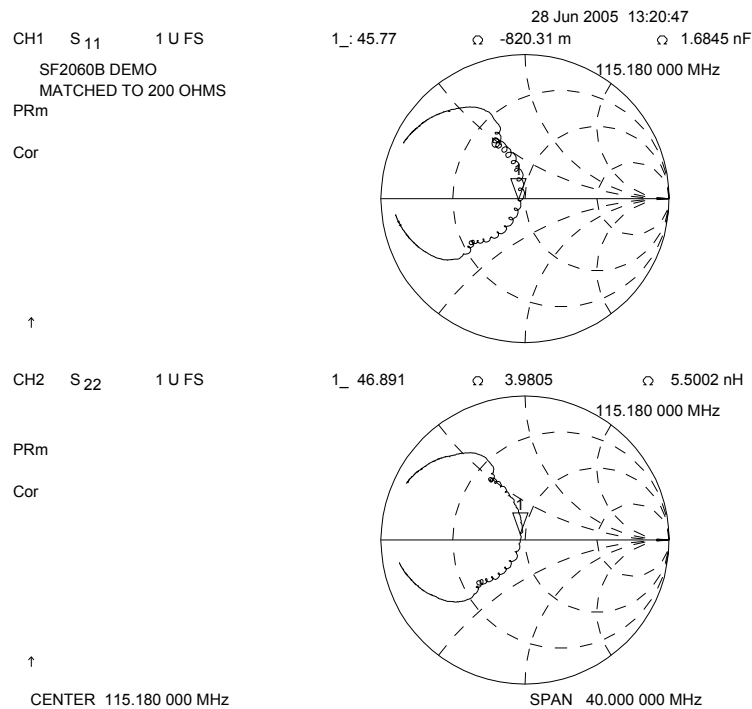 28 Jun 2005 13:20:47
CH1 S 11 1 U FS 1_: 45.77 Ω -820.31 m Ω 1.6845 nF
115.180 000 MHz
SF2060B DEMO
MATCHED TO 200 OHMS
PRm
Cor
↑
CH2 S 22 1 U FS 1_ 46.891 Ω 3.9805 Ω 5.5002 nH
115.180 000 MHz
PRm
Cor
↑
CENTER 115.180 000 MHz SPAN 40.000 000 MHz